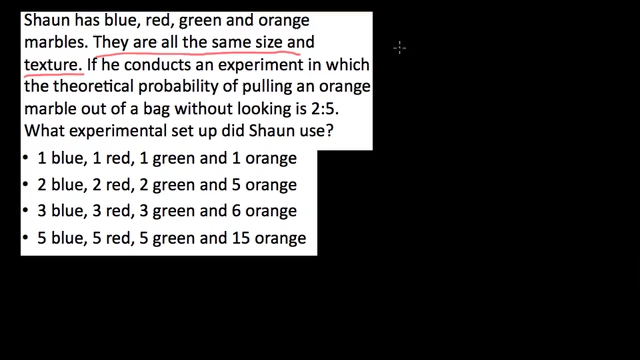 Shaun has blue, red, green and orange
marbles. They are all the same size and
texture. If he conducts an experiment in which
the theoretical probability of pulling an orange
marble out of a bag without looking is 2:5.
What experimental set up did Shaun use?
• 1 blue, 1 red, 1 green and 1 orange
• 2 blue, 2 red, 2 green and 5 orange
• 3 blue, 3 red, 3 green and 6 orange
• 5 blue, 5 red, 5 green and 15 orange